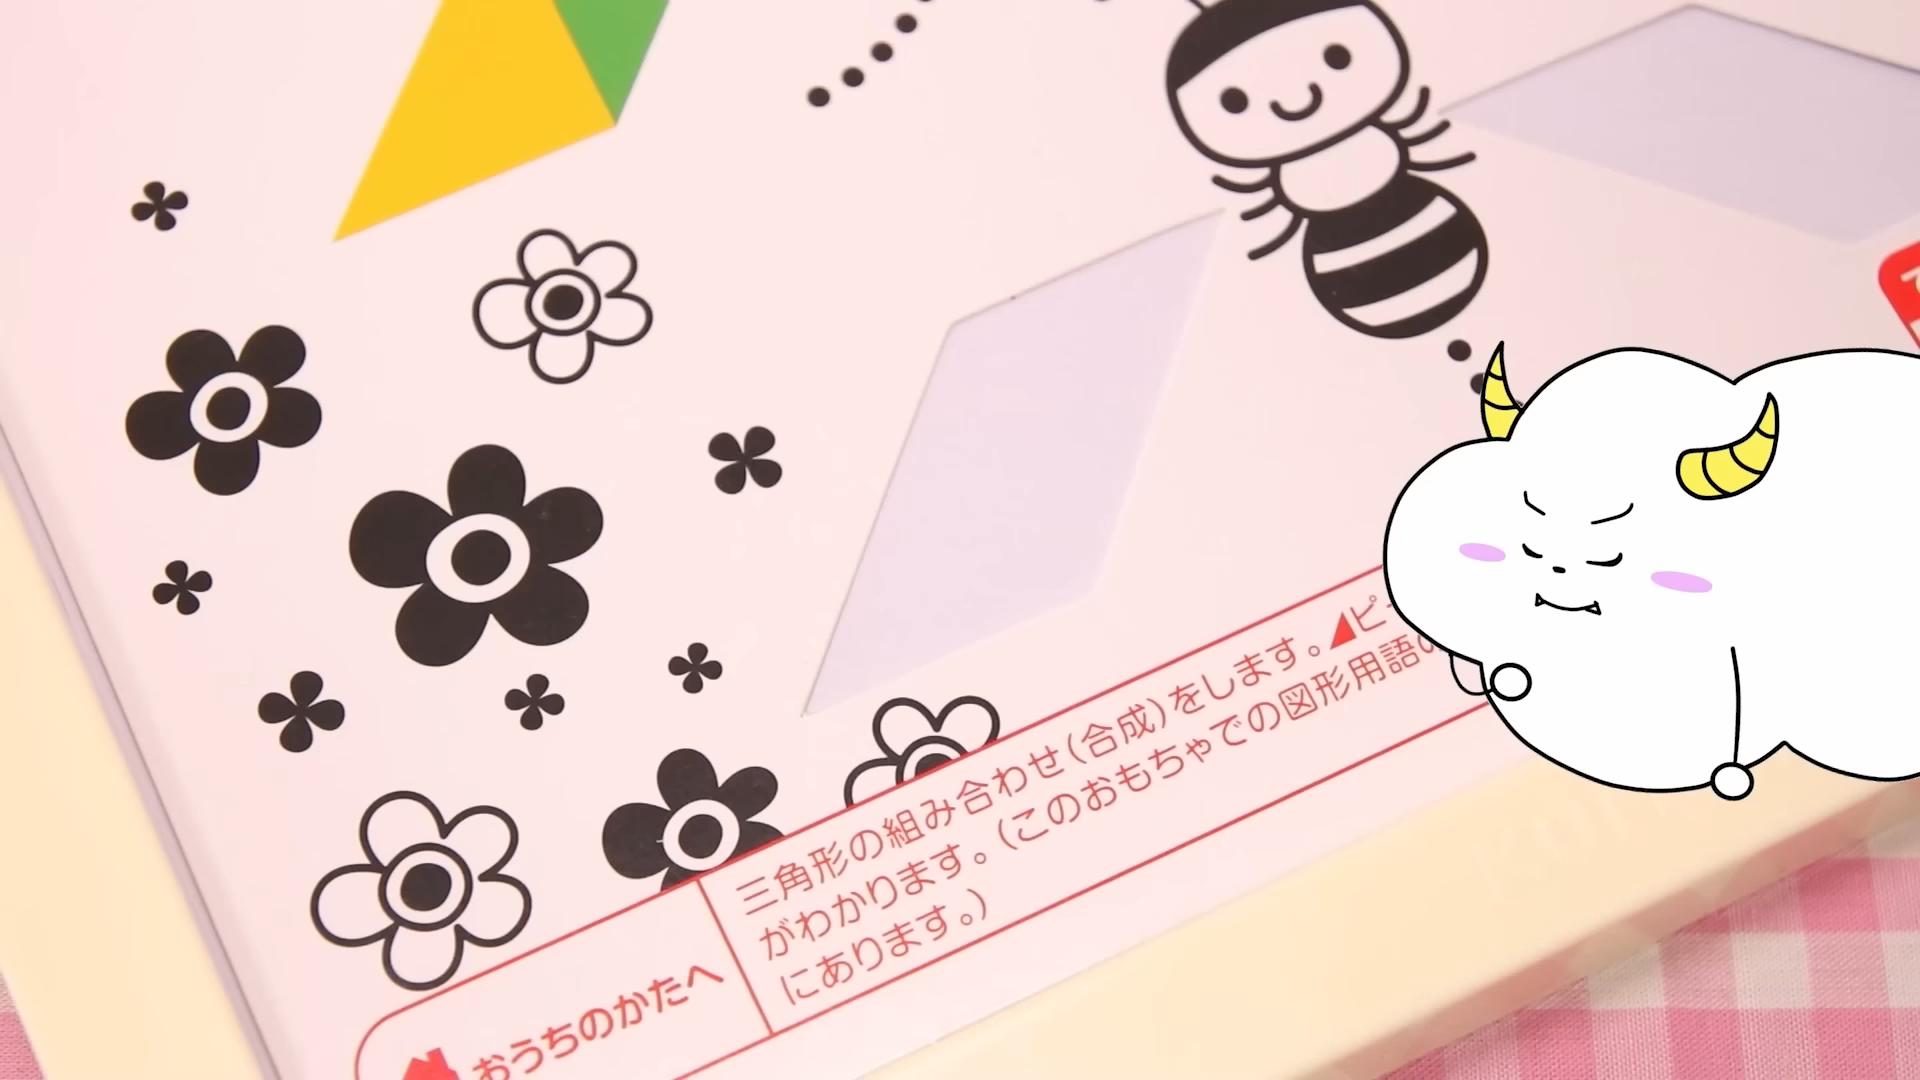 三角形の組み合わせ(合成)をします。◢ピ
がわかります。(このおもちゃでの図形用語の
にあります。)
おうちのかたへ